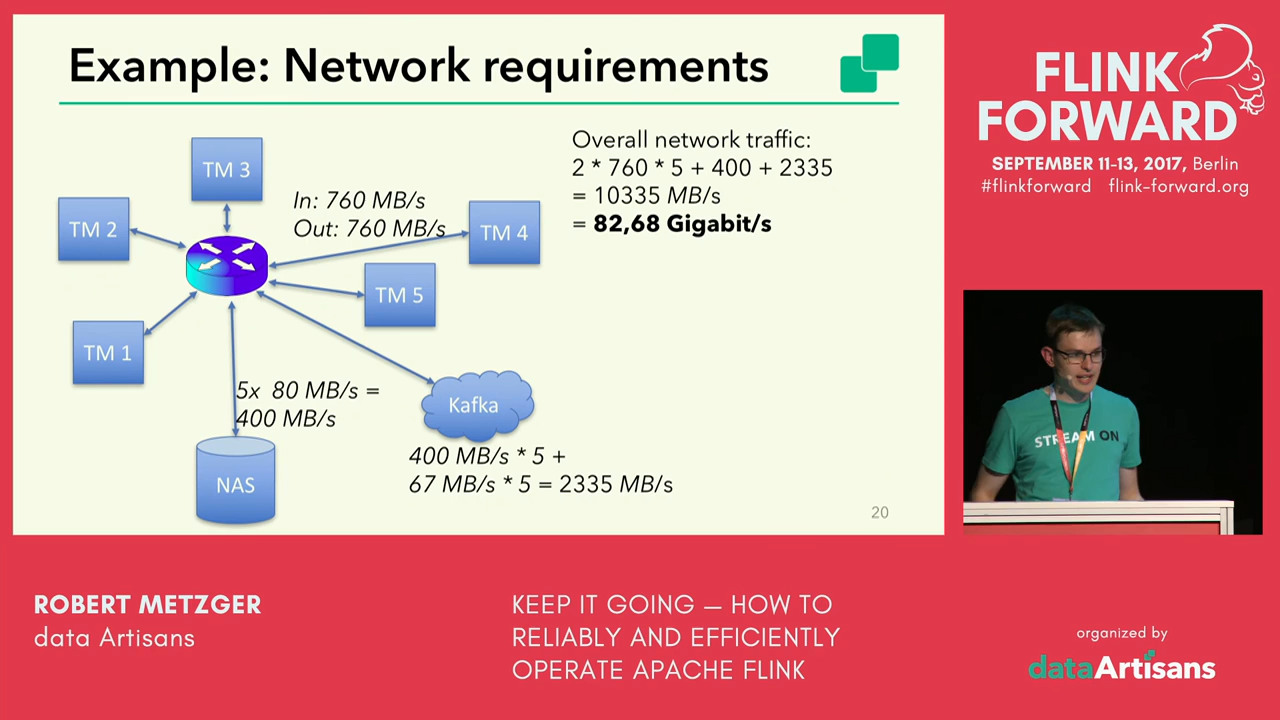 Example: Network requirements
TM 3
TM 2
In: 760 MB/s
Out: 760 MB/s
TM 4
TM 5
TM 1
5x 80 MB/s =
400 MB/s
NAS
Kafka
400 MB/s * 5 +
67 MB/s * 5 = 2335 MB/s
Overall network traffic:
2 * 760 * 5 + 400 + 2335
= 10335 MB/s
= 82,68 Gigabit/s
20
FLINK
FORWARD
SEPTEMBER 11-13, 2017, Berlin
#flinkforward flink-forward.org
STREAM ON
ROBERT METZGER
data Artisans
KEEP IT GOING — HOW TO
RELIABLY AND EFFICIENTLY
OPERATE APACHE FLINK
organized by
dataArtisans